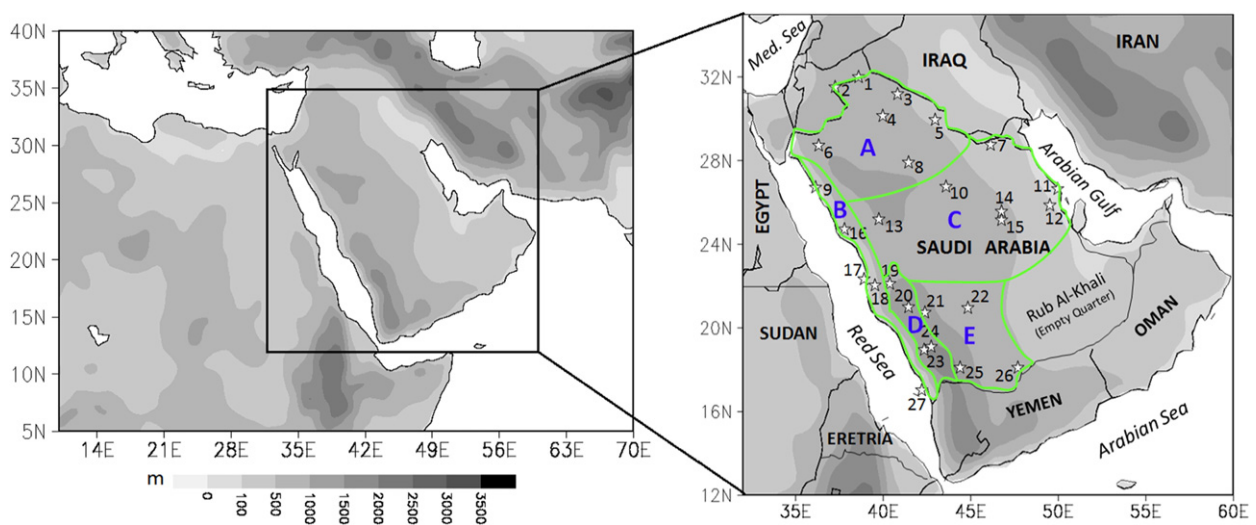 40N
35N
30N
25N
20N
15N
10N
5N
14E 21E 28E 35E 42E 49E 56E 63E 70E
m
0 100 500 1000 1500 2000 2500 3000 3500
32N
28N
24N
20N
16N
12N
35E 40E 45E 50E 55E 60E
Med. Sea
IRAQ
IRAN
1
2
3
4
5
6
7
A
8
Arabian Gulf
EGYPT
9
10
11
12
B
13
C
14
15
16
SAUDI ARABIA
17
18
19
20
21
22
Rub Al-Khali
(Empty Quarter)
OMAN
SUDAN
Red Sea
D
E
24
23
25
26
27
YEMEN
ERETRIA
Arabian Sea